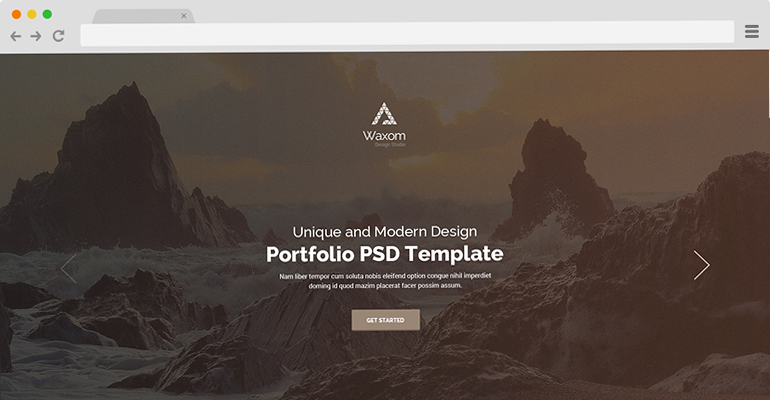 Waxom
Design Studio
Unique and Modern Design
Portfolio PSD Template
Nam liber tempor cum soluta nobis eleifend option congue nihil imperdiet
doming id quod mazim placerat facer possim assum.
GET STARTED